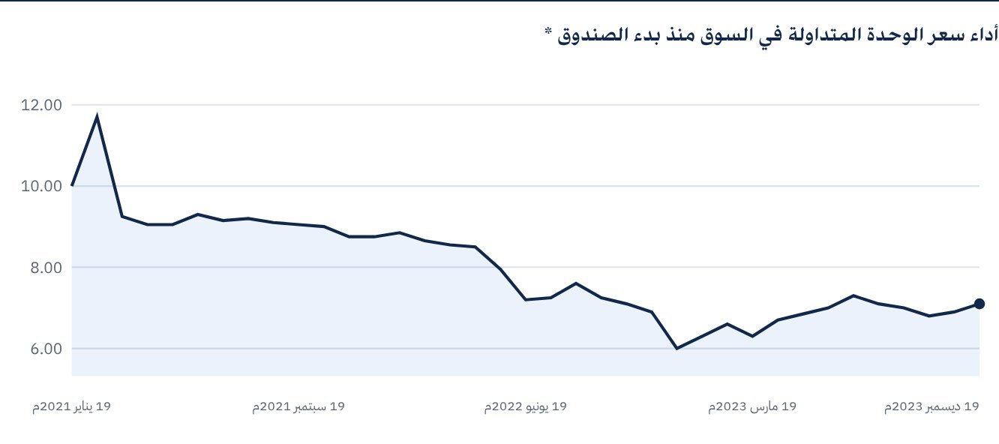 أداء سعر الوحدة المتداولة في السوق منذ بدء الصندوق *
12.00
10.00
8.00
6.00
19 يناير 2021م
19 سبتمبر 2021م
19 يونيو 2022م
19 مارس 2023م
19 ديسمبر 2023م